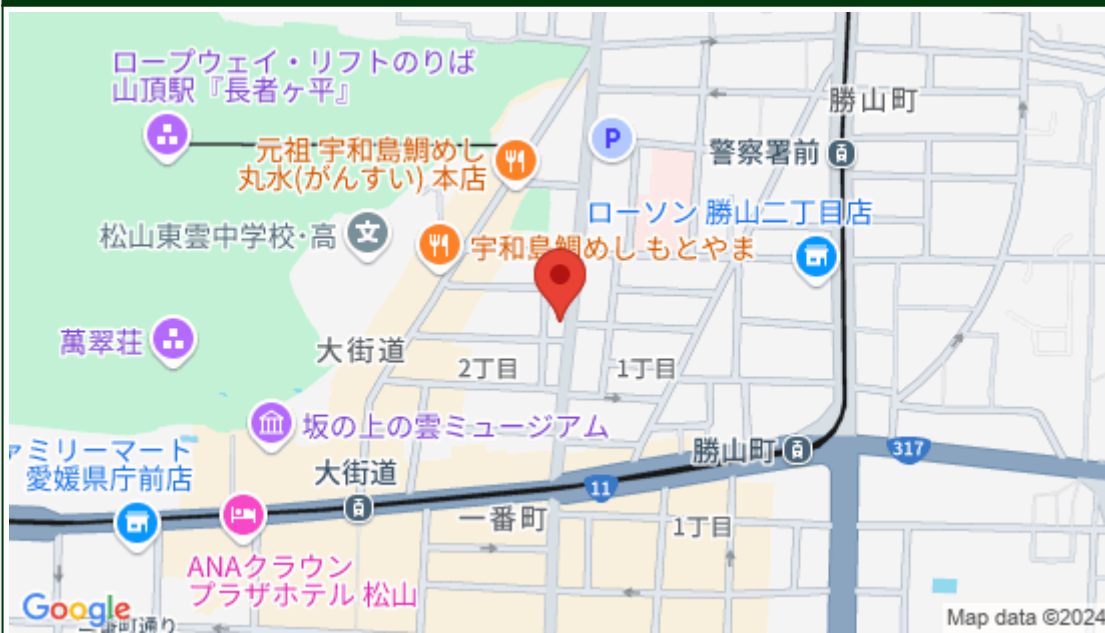 ロープウェイ・リフトのりば
山頂駅『長者ヶ平』
勝山町
P
元祖 宇和島鯛めし
丸水(がんすい) 本店
警察署前
ローソン 勝山二丁目店
松山東雲中学校・高
文
宇和島鯛めし もとやま
萬翠荘
大街道
2丁目
1丁目
坂の上の雲ミュージアム
ァミリーマート
愛媛県庁前店
大街道
勝山町
317
11
一番町
1丁目
ANAクラウン
プラザホテル 松山
Google
一番町通り
Map data ©2024